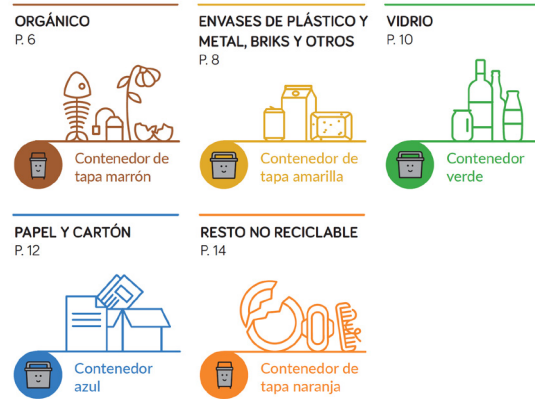 ORGÁNICO
P. 6
Contenedor de
tapa marrón
ENVASES DE PLÁSTICO Y
METAL, BRIKS Y OTROS
P. 8
Contenedor de
tapa amarilla
VIDRIO
P. 10
Contenedor
verde
PAPEL Y CARTÓN
P. 12
Contenedor
azul
RESTO NO RECICLABLE
P. 14
Contenedor de
tapa naranja